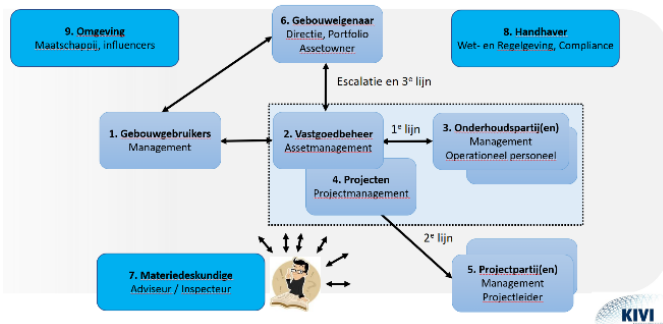 9. Omgeving
Maatschappij, influencers
6. Gebouweigenaar
Directie, Portfolio
Assetowner
8. Handhaver
Wet- en Regelgeving, Compliance
Escalatie en 3e lijn
1. Gebouwgebruikers
Management
2. Vastgoedbeheer
Assetmanagement
1e lijn
3. Onderhoudspartij(en)
Management
Operationeel personeel
4. Projecten
Projectmanagement
2e lijn
7. Materiedeskundige
Adviseur / Inspecteur
5. Projectpartij(en)
Management
Projectleider
KIVI